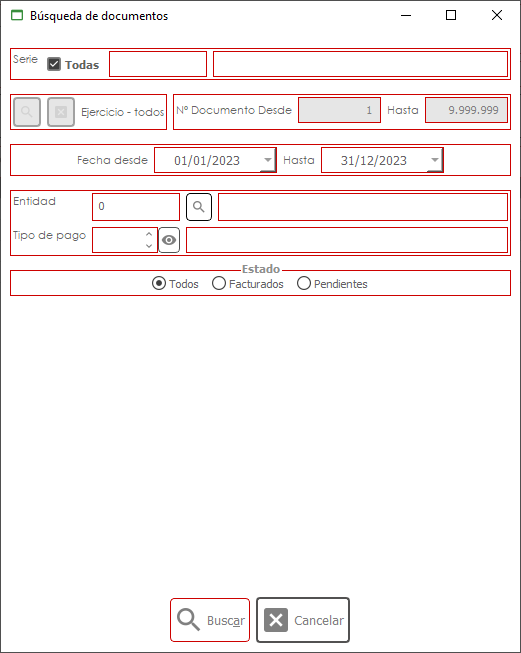 Búsqueda de documentos
Serie Todas
Ejercicio - todos Nº Documento Desde 1 Hasta 9.999.999
Fecha desde 01/01/2023 Hasta 31/12/2023
Entidad 0
Tipo de pago
Estado
Todos Facturados Pendientes
Buscar Cancelar